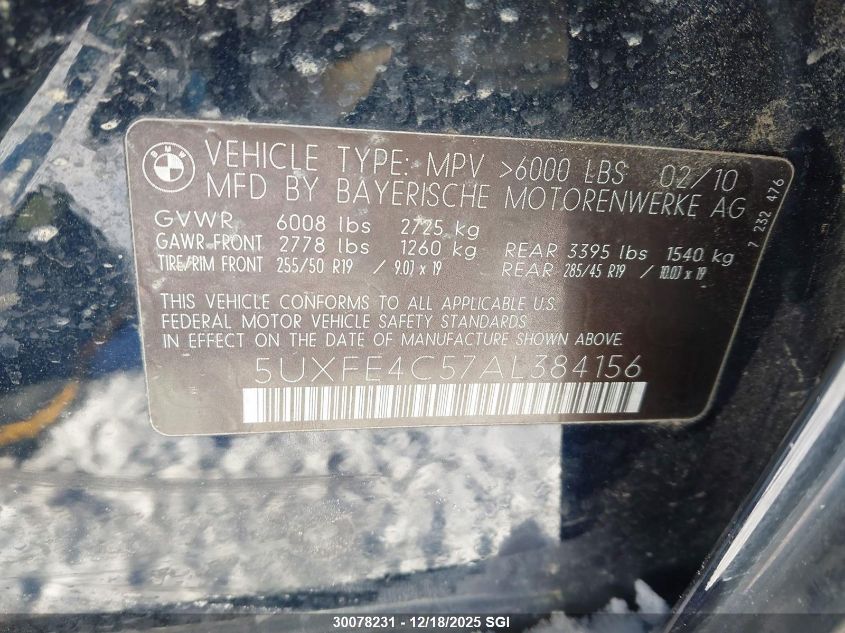 BMW
VEHICLE TYPE: MPV >6000 LBS 02/10
MFD BY BAYERISCHE MOTORENWERKE AG
GVWR 6008 lbs 2725 kg
GAWR FRONT 2778 lbs 1260 kg REAR 3395 lbs 1540 kg
TIRE/RIM FRONT 255/50 R19 / 9.0J x 19 REAR 285/45 R19 / 10.0J x 19
7 232 476
THIS VEHICLE CONFORMS TO ALL APPLICABLE U.S.
FEDERAL MOTOR VEHICLE SAFETY STANDARDS
IN EFFECT ON THE DATE OF MANUFACTURE SHOWN ABOVE.
5UXFE4C57AL384156
30078231 - 12/18/2025 SGI